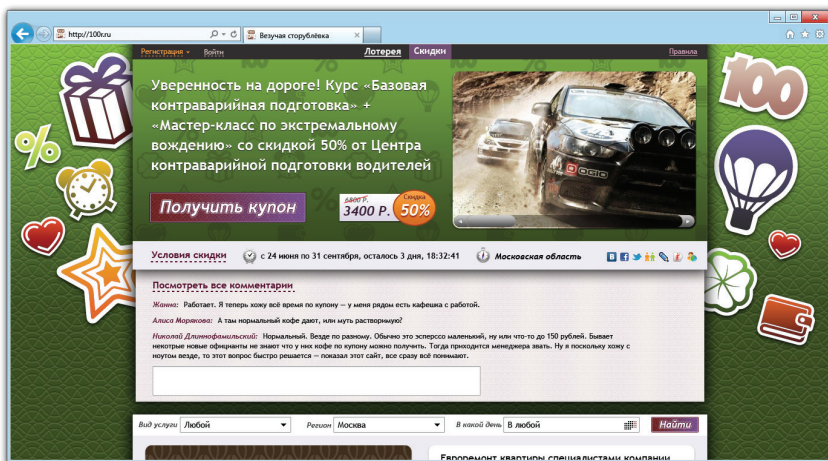 http://100r.ru
Везучая сторублёвка
Регистрация
Войти
Лотерея
Скидки
Правила
Уверенность на дороге! Курс «Базовая
контраварийная подготовка» +
«Мастер-класс по экстремальному
вождению» со скидкой 50% от Центра
контраварийной подготовки водителей
Получить купон
6800 Р.
3400 Р.
Скидка
50%
100
%
Условия скидки
с 24 июня по 31 сентября, осталось 3 дня, 18:32:41
Московская область
Посмотреть все комментарии
Жанна: Работает. Я теперь хожу всё время по купону — у меня рядом есть кафешка с работой.
Алиса Морякова: А там нормальный кофе дают, или муть растворимую?
Николай Длиннофамильский: Нормальный. Везде по разному. Обычно это эсперссо маленький, ну или что-то до 150 рублей. Бывает
некотрые новые официанты не знают что у них кофе по купону можно получить. Тогда приходится менеджера звать. Ну я поскольку хожу с
ноутом везде, то этот вопрос быстро решается — показал этот сайт, все сразу всё понимают.
Вид услуги
Любой
Регион
Москва
В какой день
В любой
Найти
Евроремонт квартиры специалистами компании